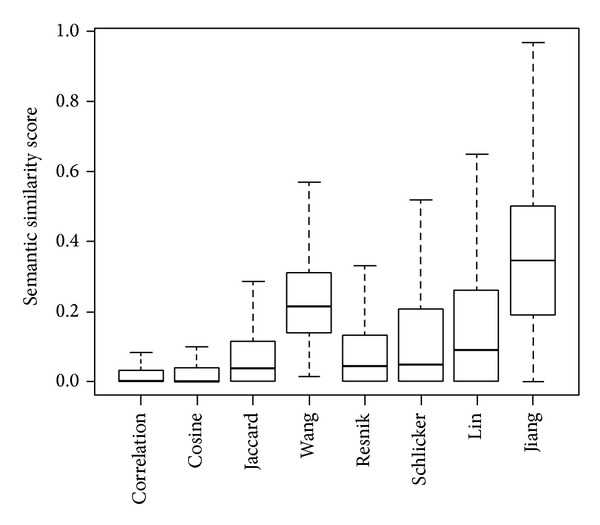 Semantic similarity score
1.0
0.8
0.6
0.4
0.2
0.0
Correlation
Cosine
Jaccard
Wang
Resnik
Schlicker
Lin
Jiang